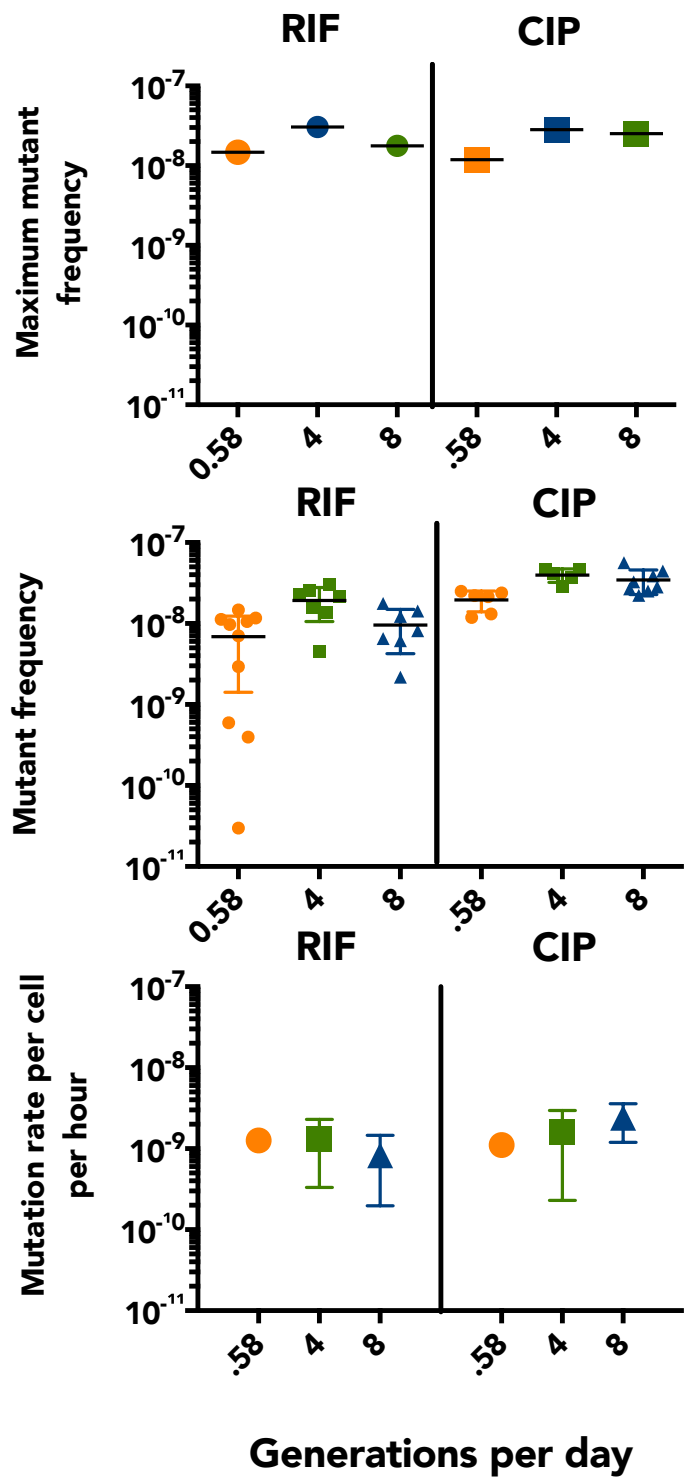 RIF CIP
Maximum mutant
frequency
10-7
10-8
10-9
10-10
10-11
0.58 4 8 .58 4 8
RIF CIP
Mutant frequency
10-7
10-8
10-9
10-10
10-11
0.58 4 8 .58 4 8
RIF CIP
Mutation rate per cell
per hour
10-7
10-8
10-9
10-10
10-11
.58 4 8 .58 4 8
Generations per day